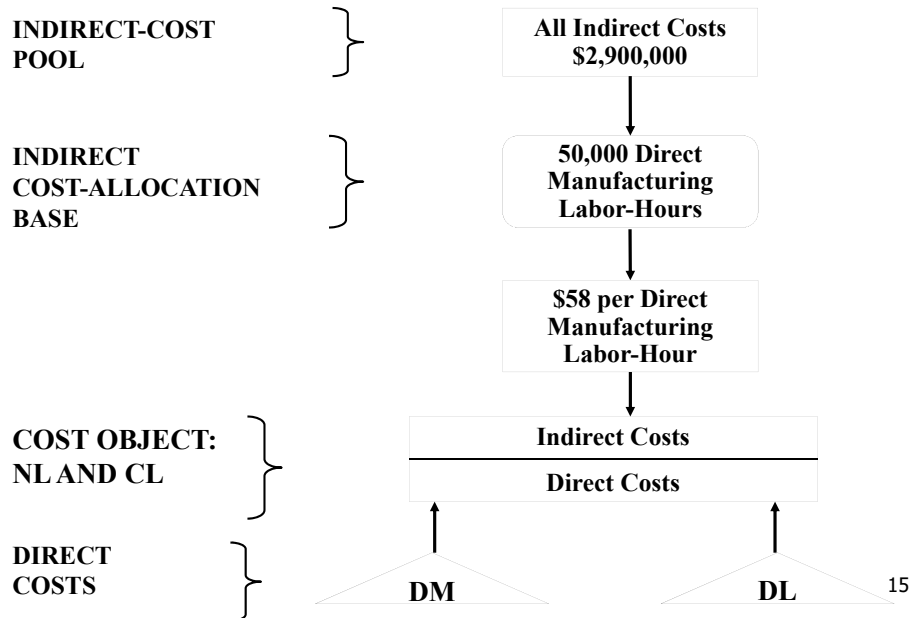 INDIRECT-COST
POOL
All Indirect Costs
$2,900,000
INDIRECT
COST-ALLOCATION
BASE
50,000 Direct
Manufacturing
Labor-Hours
$58 per Direct
Manufacturing
Labor-Hour
COST OBJECT:
NL AND CL
Indirect Costs
Direct Costs
DIRECT
COSTS
DM
DL
15